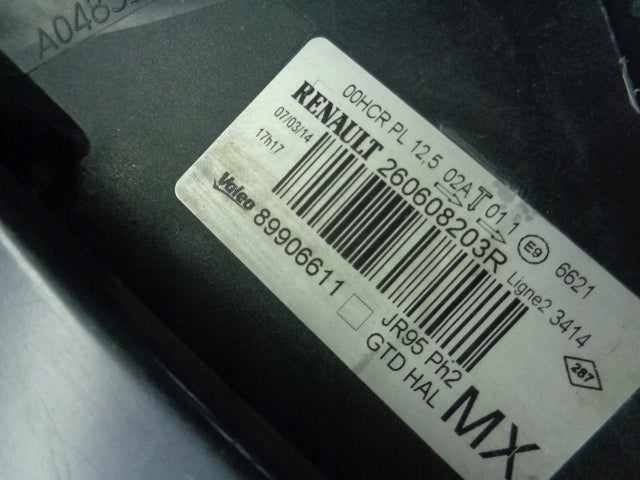 00HCR PL 12,5 02A 01,1 E9 6621
RENAULT 260608203R Ligne2 3414
07/03/14
17h17
Valeo 89906611 JR95 Ph2
GTD HAL
MX
287